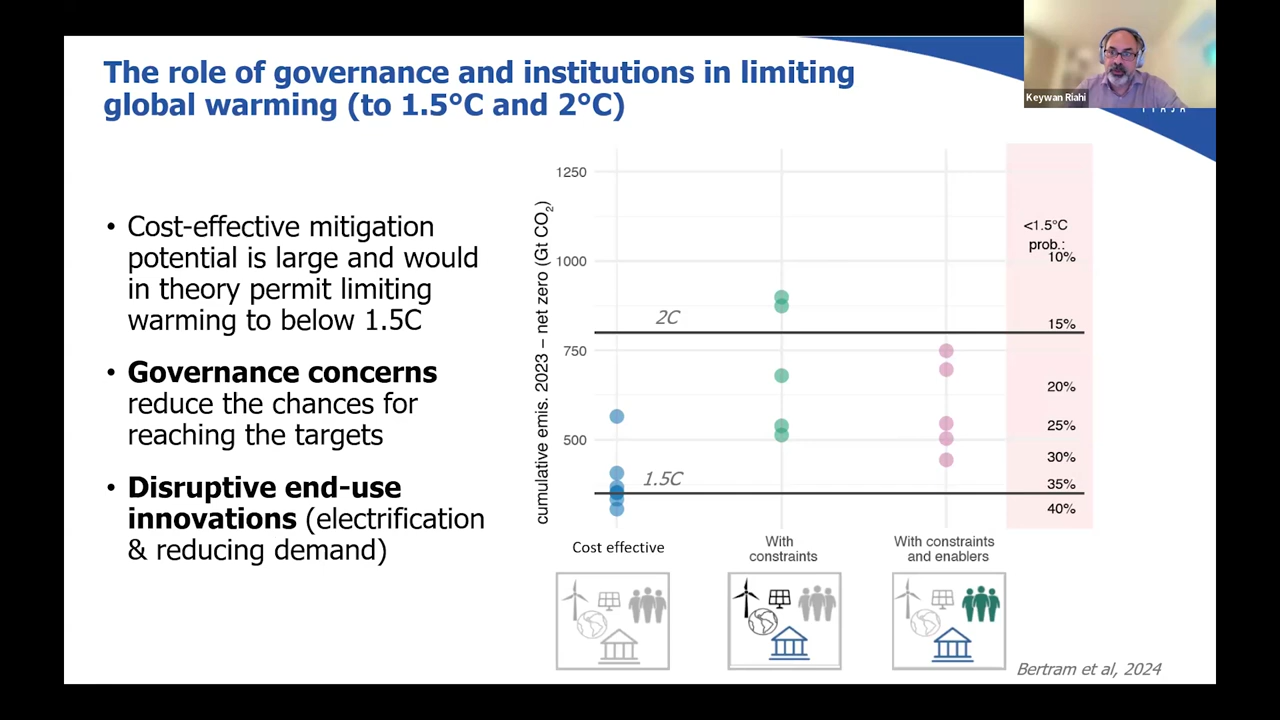 The role of governance and institutions in limiting
global warming (to 1.5°C and 2°C)
Keywan Riahi
• Cost-effective mitigation
potential is large and would
in theory permit limiting
warming to below 1.5C
• Governance concerns
reduce the chances for
reaching the targets
• Disruptive end-use
innovations (electrification
& reducing demand)
cumulative emis. 2023 – net zero (Gt CO2)
1250
1000
750
500
2C
1.5C
<1.5°C
prob.:
10%
15%
20%
25%
30%
35%
40%
Cost effective
With
constraints
With constraints
and enablers
Bertram et al, 2024